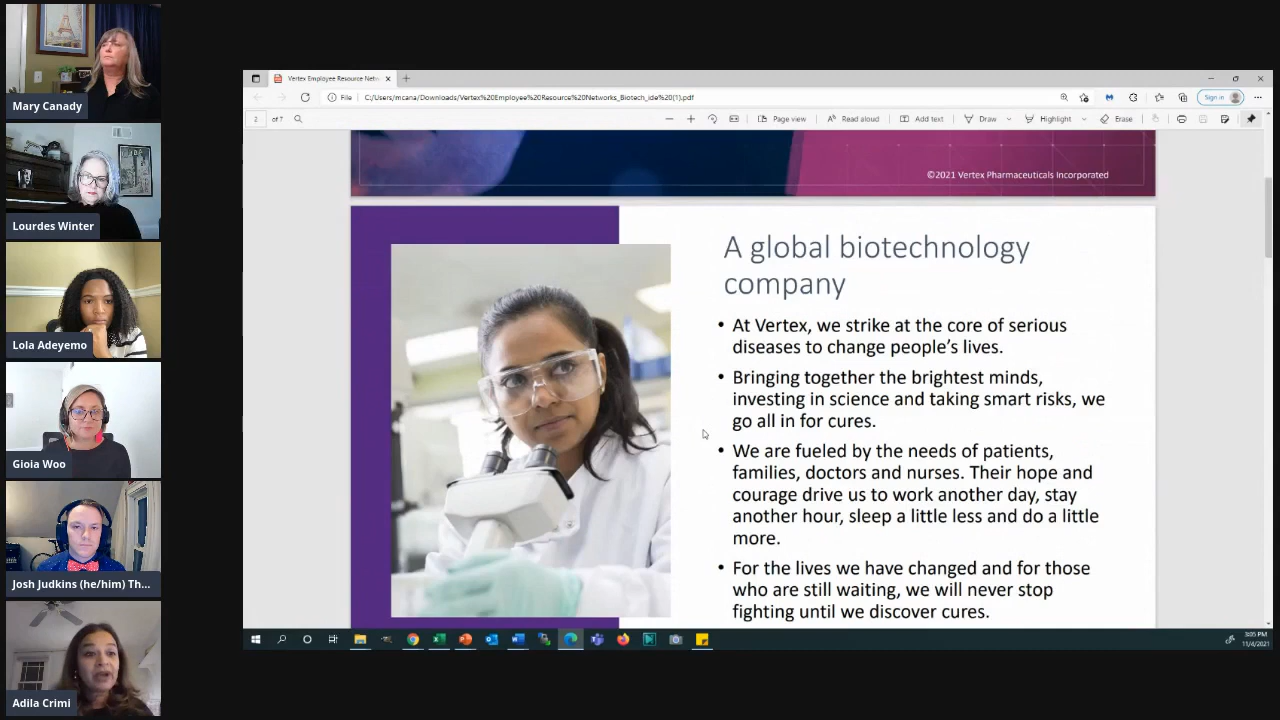 Mary Canady
Lourdes Winter
Lola Adeyemo
Gioia Woo
Josh Judkins (he/him) Th...
Adila Crimi
Vertex Employee Resource Netw
File
C:/Users/mcana/Downloads/Vertex%20Employee%20Resource%20Networks_Biotech_ide%20(1).pdf
Sign in
2 of 7
Page view
Read aloud
Add text
Draw
Highlight
Erase
©2021 Vertex Pharmaceuticals Incorporated
A global biotechnology
company
• At Vertex, we strike at the core of serious
diseases to change people's lives.
• Bringing together the brightest minds,
investing in science and taking smart risks, we
go all in for cures.
• We are fueled by the needs of patients,
families, doctors and nurses. Their hope and
courage drive us to work another day, stay
another hour, sleep a little less and do a little
more.
• For the lives we have changed and for those
who are still waiting, we will never stop
fighting until we discover cures.
3:05 PM
11/4/2021